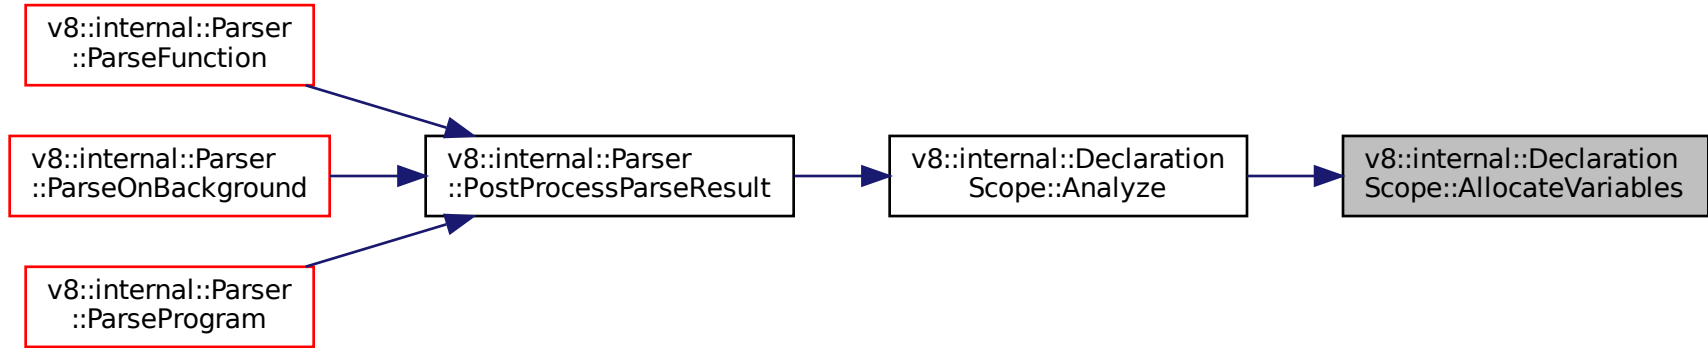 v8::internal::Parser
::ParseFunction
v8::internal::Parser
::ParseOnBackground
v8::internal::Parser
::ParseProgram
v8::internal::Parser
::PostProcessParseResult
v8::internal::Declaration
Scope::Analyze
v8::internal::Declaration
Scope::AllocateVariables